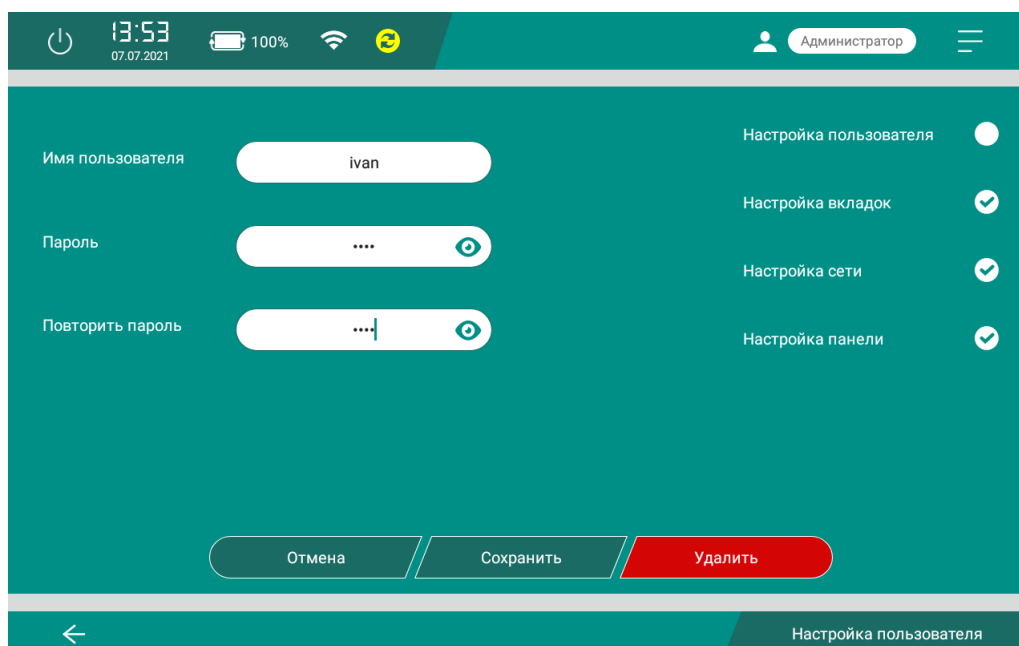 13:53
07.07.2021
100%
Администратор
Имя пользователя
ivan
Пароль
••••
Повторить пароль
••••
Настройка пользователя
Настройка вкладок
Настройка сети
Настройка панели
Отмена
Сохранить
Удалить
Настройка пользователя